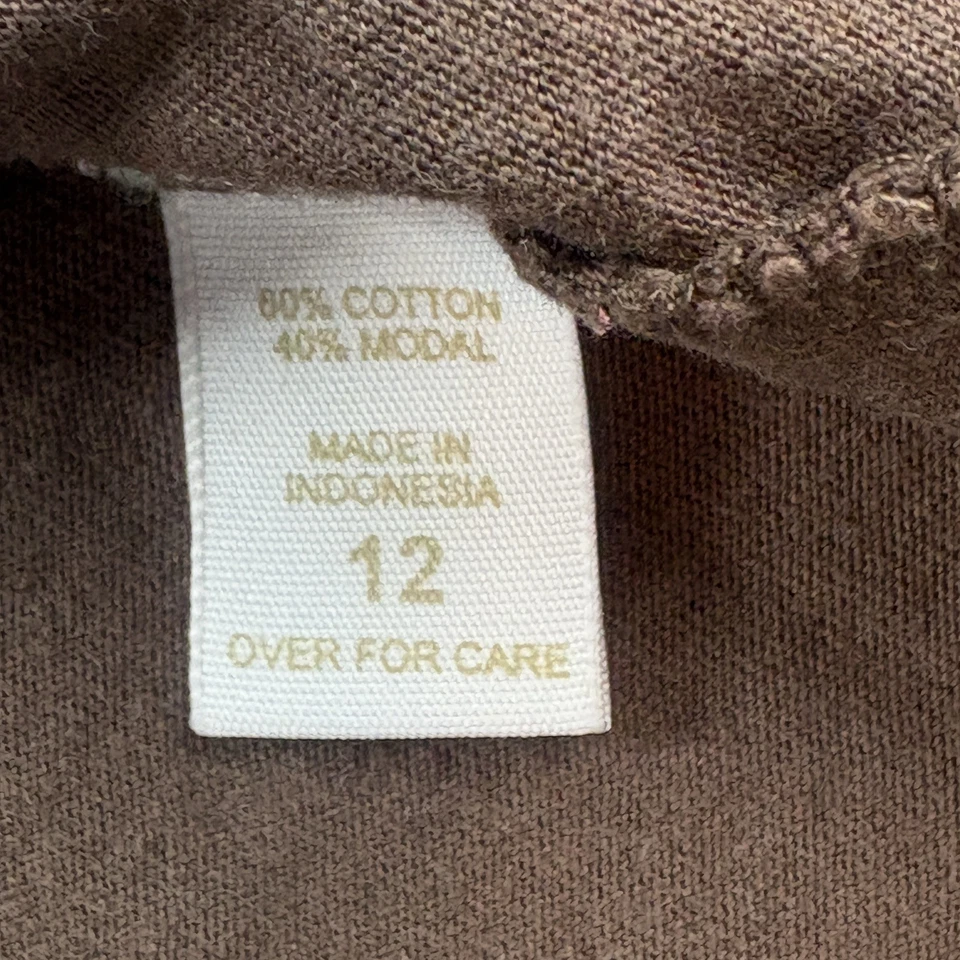 60% COTTON
40% MODAL
MADE IN
INDONESIA
12
OVER FOR CARE